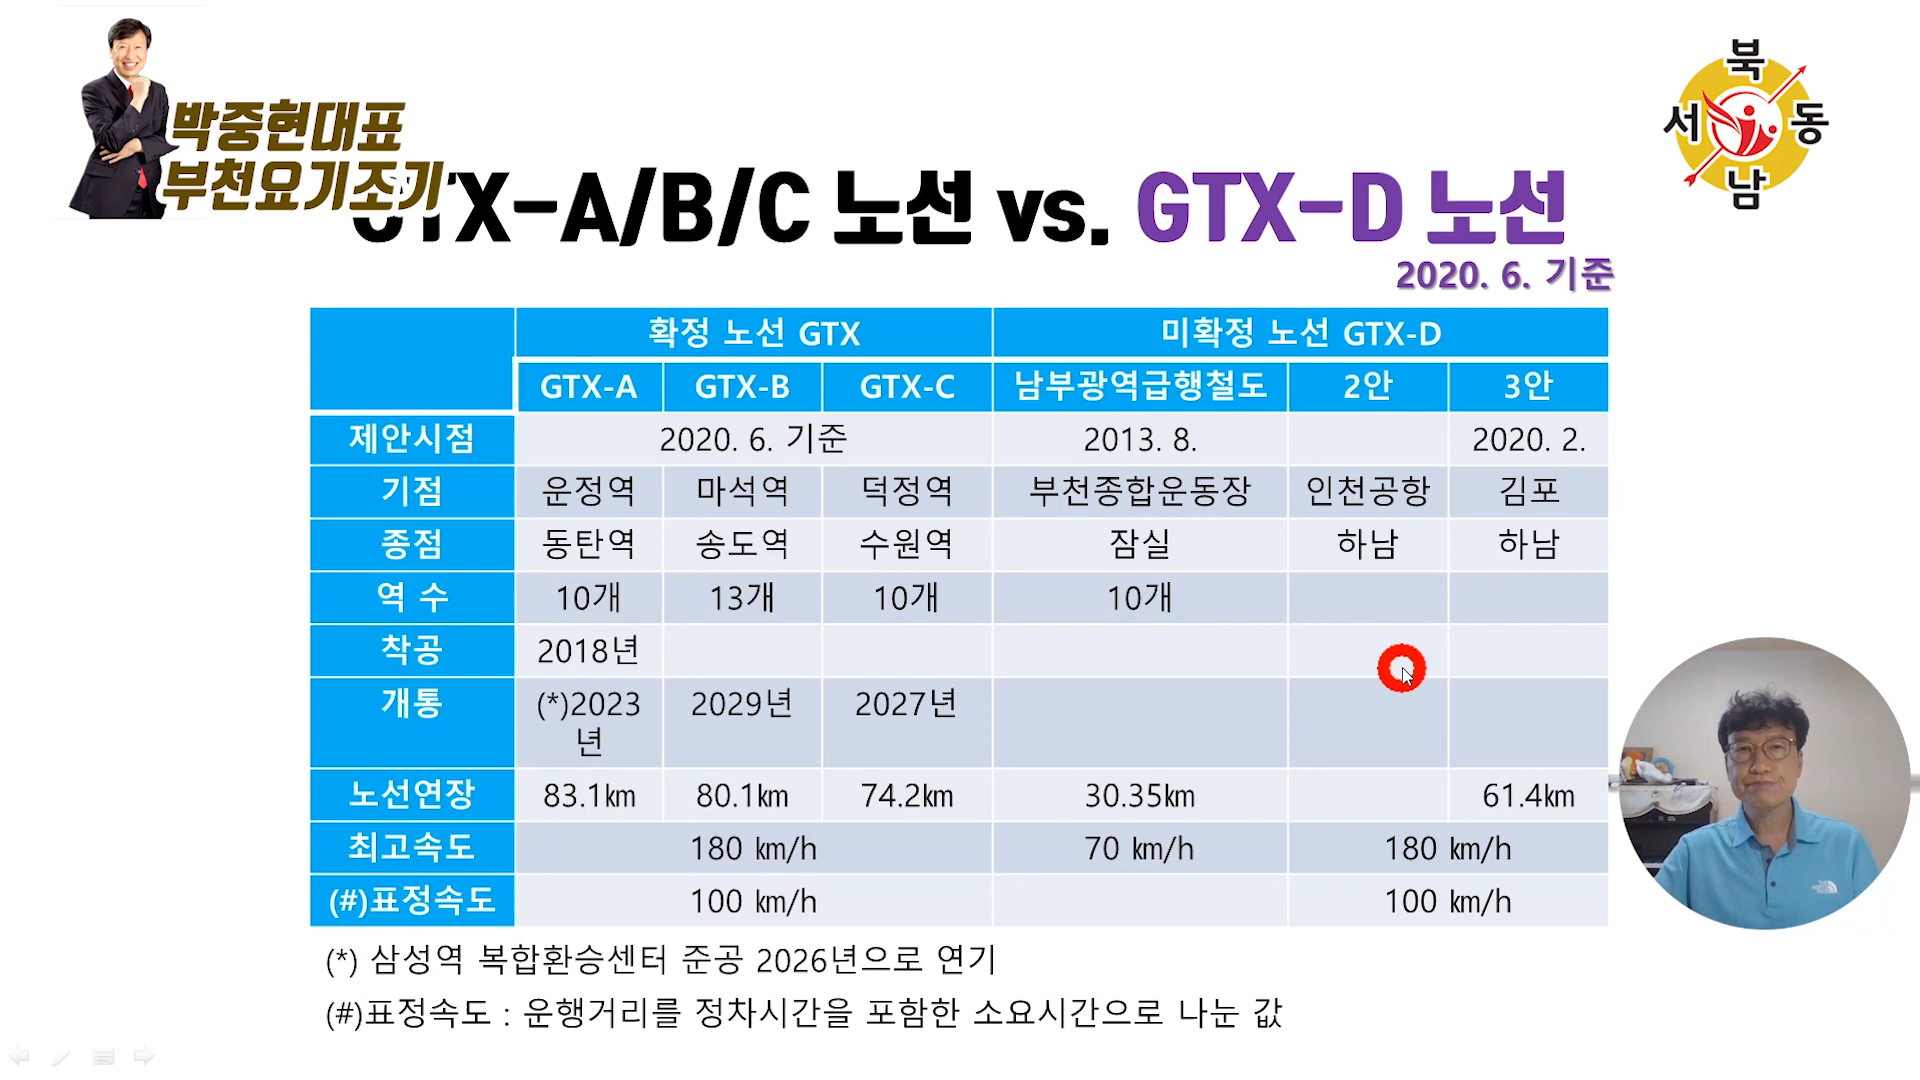 박중현대표
부천요기조기
북
서 동
남
GTX-A/B/C 노선 vs. GTX-D 노선
2020. 6. 기준
확정 노선 GTX 미확정 노선 GTX-D
GTX-A GTX-B GTX-C 남부광역급행철도 2안 3안
제안시점 2020. 6. 기준 2013. 8. 2020. 2.
기점 운정역 마석역 덕정역 부천종합운동장 인천공항 김포
종점 동탄역 송도역 수원역 잠실 하남 하남
역 수 10개 13개 10개 10개
착공 2018년
개통 (*)2023년 2029년 2027년
노선연장 83.1㎞ 80.1㎞ 74.2㎞ 30.35㎞ 61.4㎞
최고속도 180 ㎞/h 70 ㎞/h 180 ㎞/h
(#)표정속도 100 ㎞/h 100 ㎞/h
(*) 삼성역 복합환승센터 준공 2026년으로 연기
(#)표정속도 : 운행거리를 정차시간을 포함한 소요시간으로 나눈 값